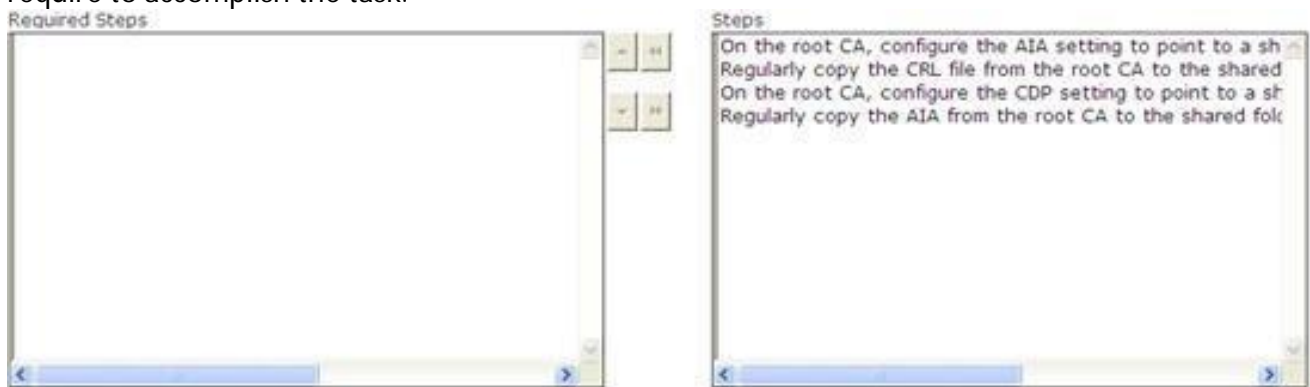 require to accomplish the task.
Required Steps
Steps
On the root CA, configure the AIA setting to point to a sh
Regularly copy the CRL file from the root CA to the shared
On the root CA, configure the CDP setting to point to a sh
Regularly copy the AIA from the root CA to the shared fold